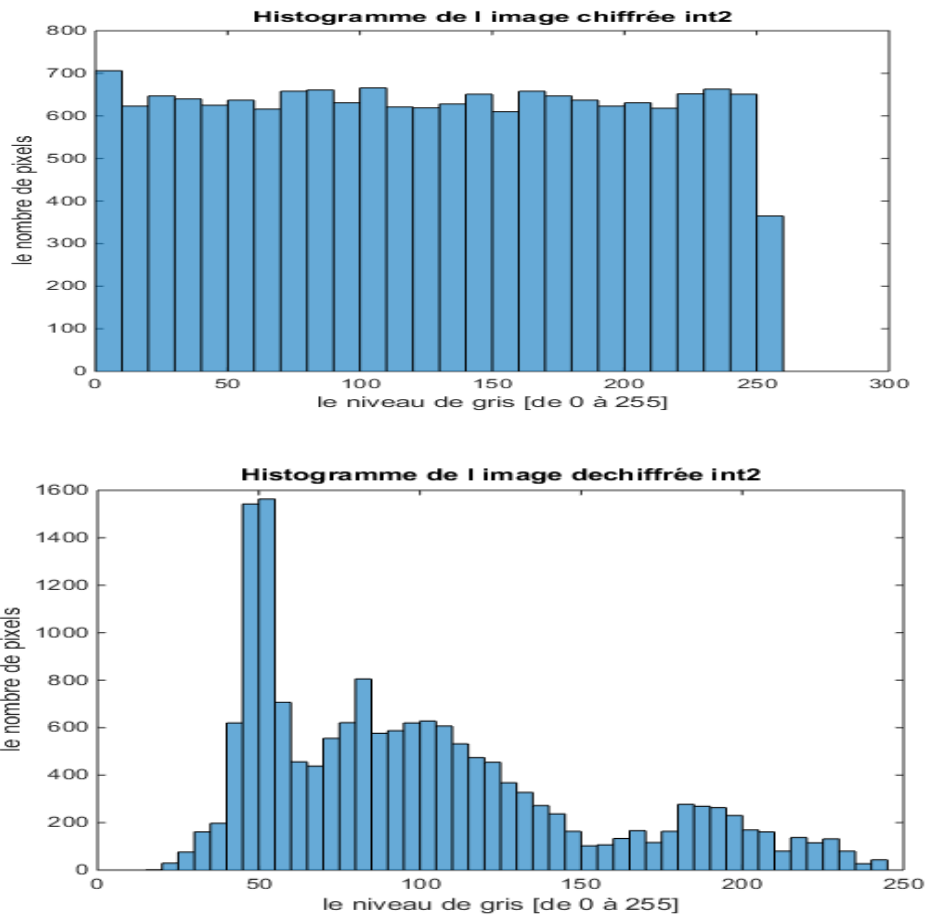 Histogramme de l image chiffrée int2
800
700
600
500
400
300
200
100
0
le nombre de pixels
0 50 100 150 200 250 300
le niveau de gris [de 0 à 255]
Histogramme de l image dechiffrée int2
1600
1400
1200
1000
800
600
400
200
0
le nombre de pixels
0 50 100 150 200 250
le niveau de gris [de 0 à 255]